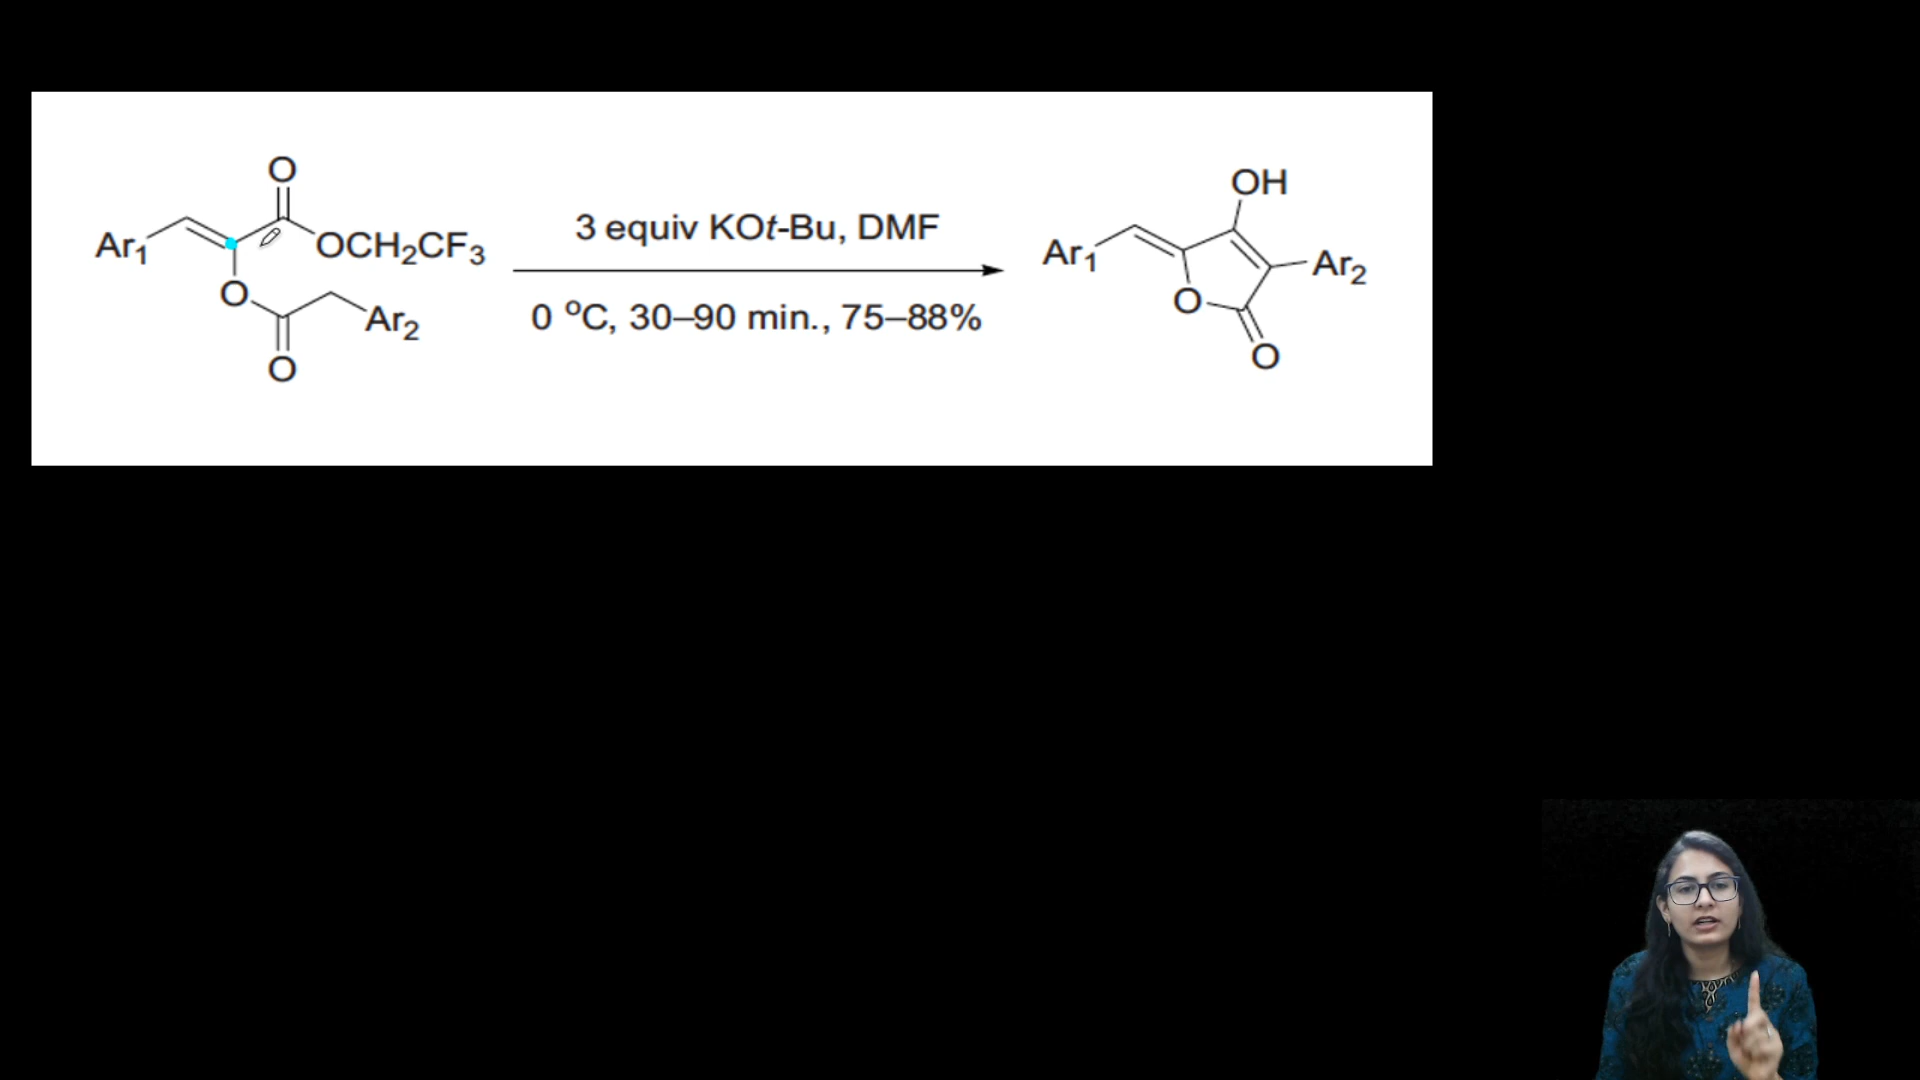 O
Ar1
OCH2CF3
O
Ar2
O
3 equiv KOt-Bu, DMF
0 °C, 30–90 min., 75–88%
OH
Ar1
Ar2
O
O